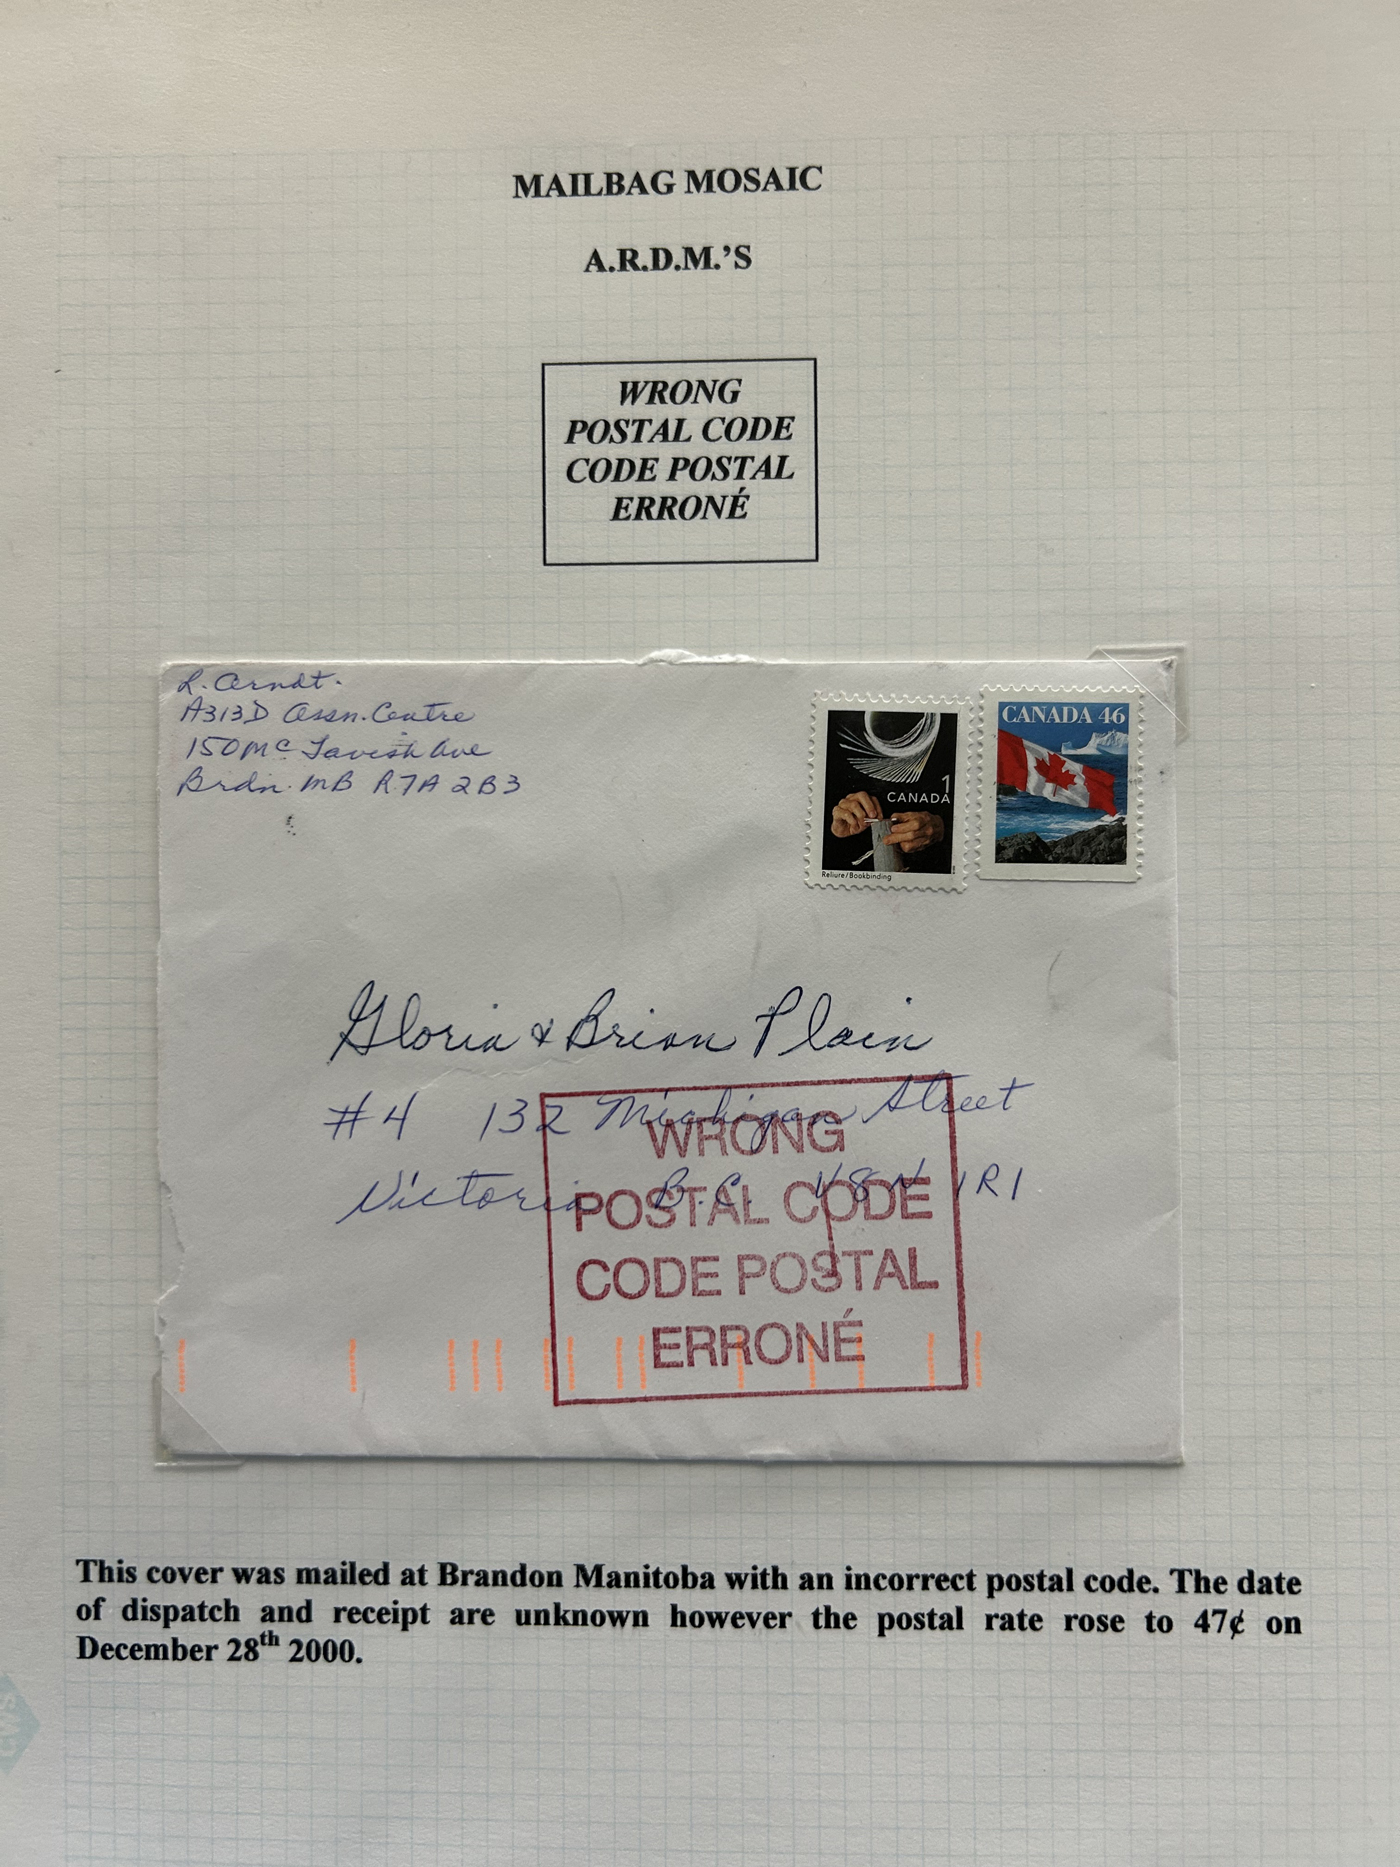 MAILBAG MOSAIC
A.R.D.M.'S
WRONG
POSTAL CODE
CODE POSTAL
ERRONÉ
R. Arndt.
A313D Assn. Centre
150 Mc Tavish Ave
Brdn. MB R7A 2B3
1
CANADA
Reliure/Bookbinding
CANADA 46
Gloria & Brian Plain
#4 132 Michigan Street
Victoria B.C. V8N 1R1
WRONG
POSTAL CODE
CODE POSTAL
ERRONÉ
This cover was mailed at Brandon Manitoba with an incorrect postal code. The date
of dispatch and receipt are unknown however the postal rate rose to 47¢ on
December 28th 2000.